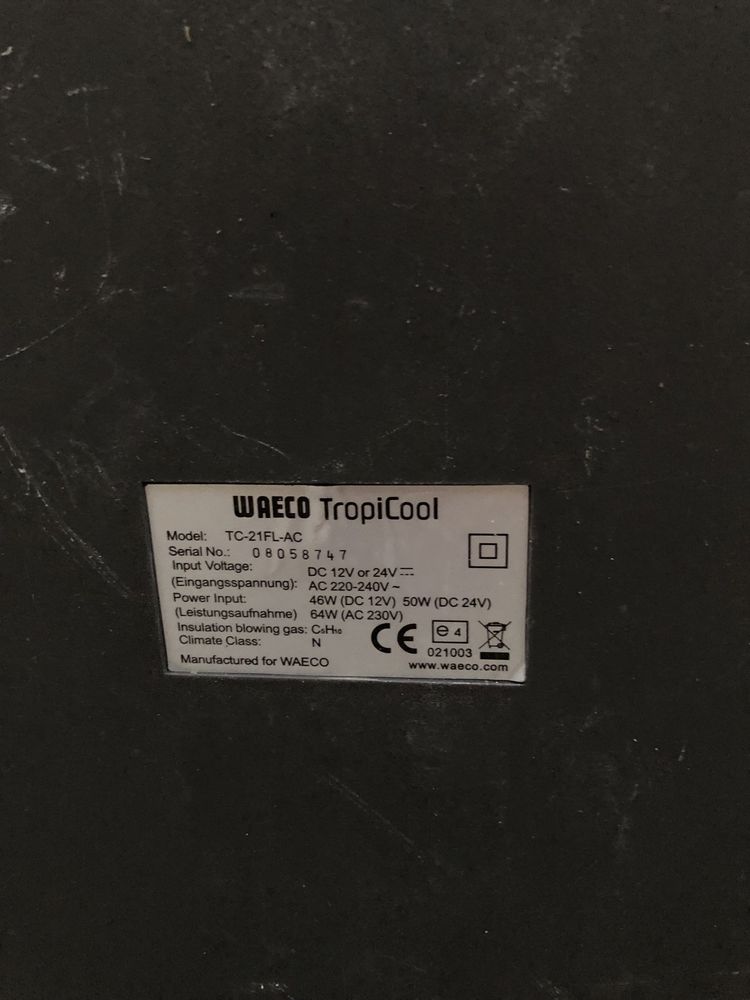 WAECO TropiCool
Model: TC-21FL-AC
Serial No.: 08058747
Input Voltage: DC 12V or 24V
(Eingangsspannung): AC 220-240V ~
Power Input: 46W (DC 12V) 50W (DC 24V)
(Leistungsaufnahme) 64W (AC 230V)
Insulation blowing gas: C₅H₁₀
Climate Class: N
CE e4
021003
Manufactured for WAECO
www.waeco.com